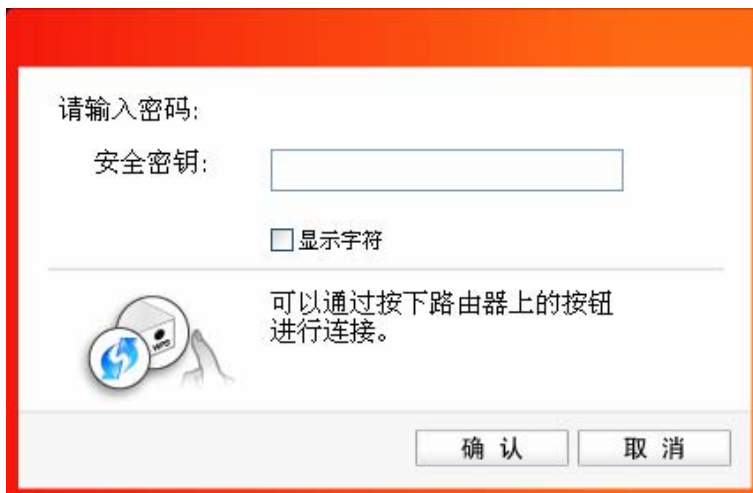 请输入密码:
安全密钥:
显示字符
可以通过按下路由器上的按钮
进行连接。
确 认
取 消